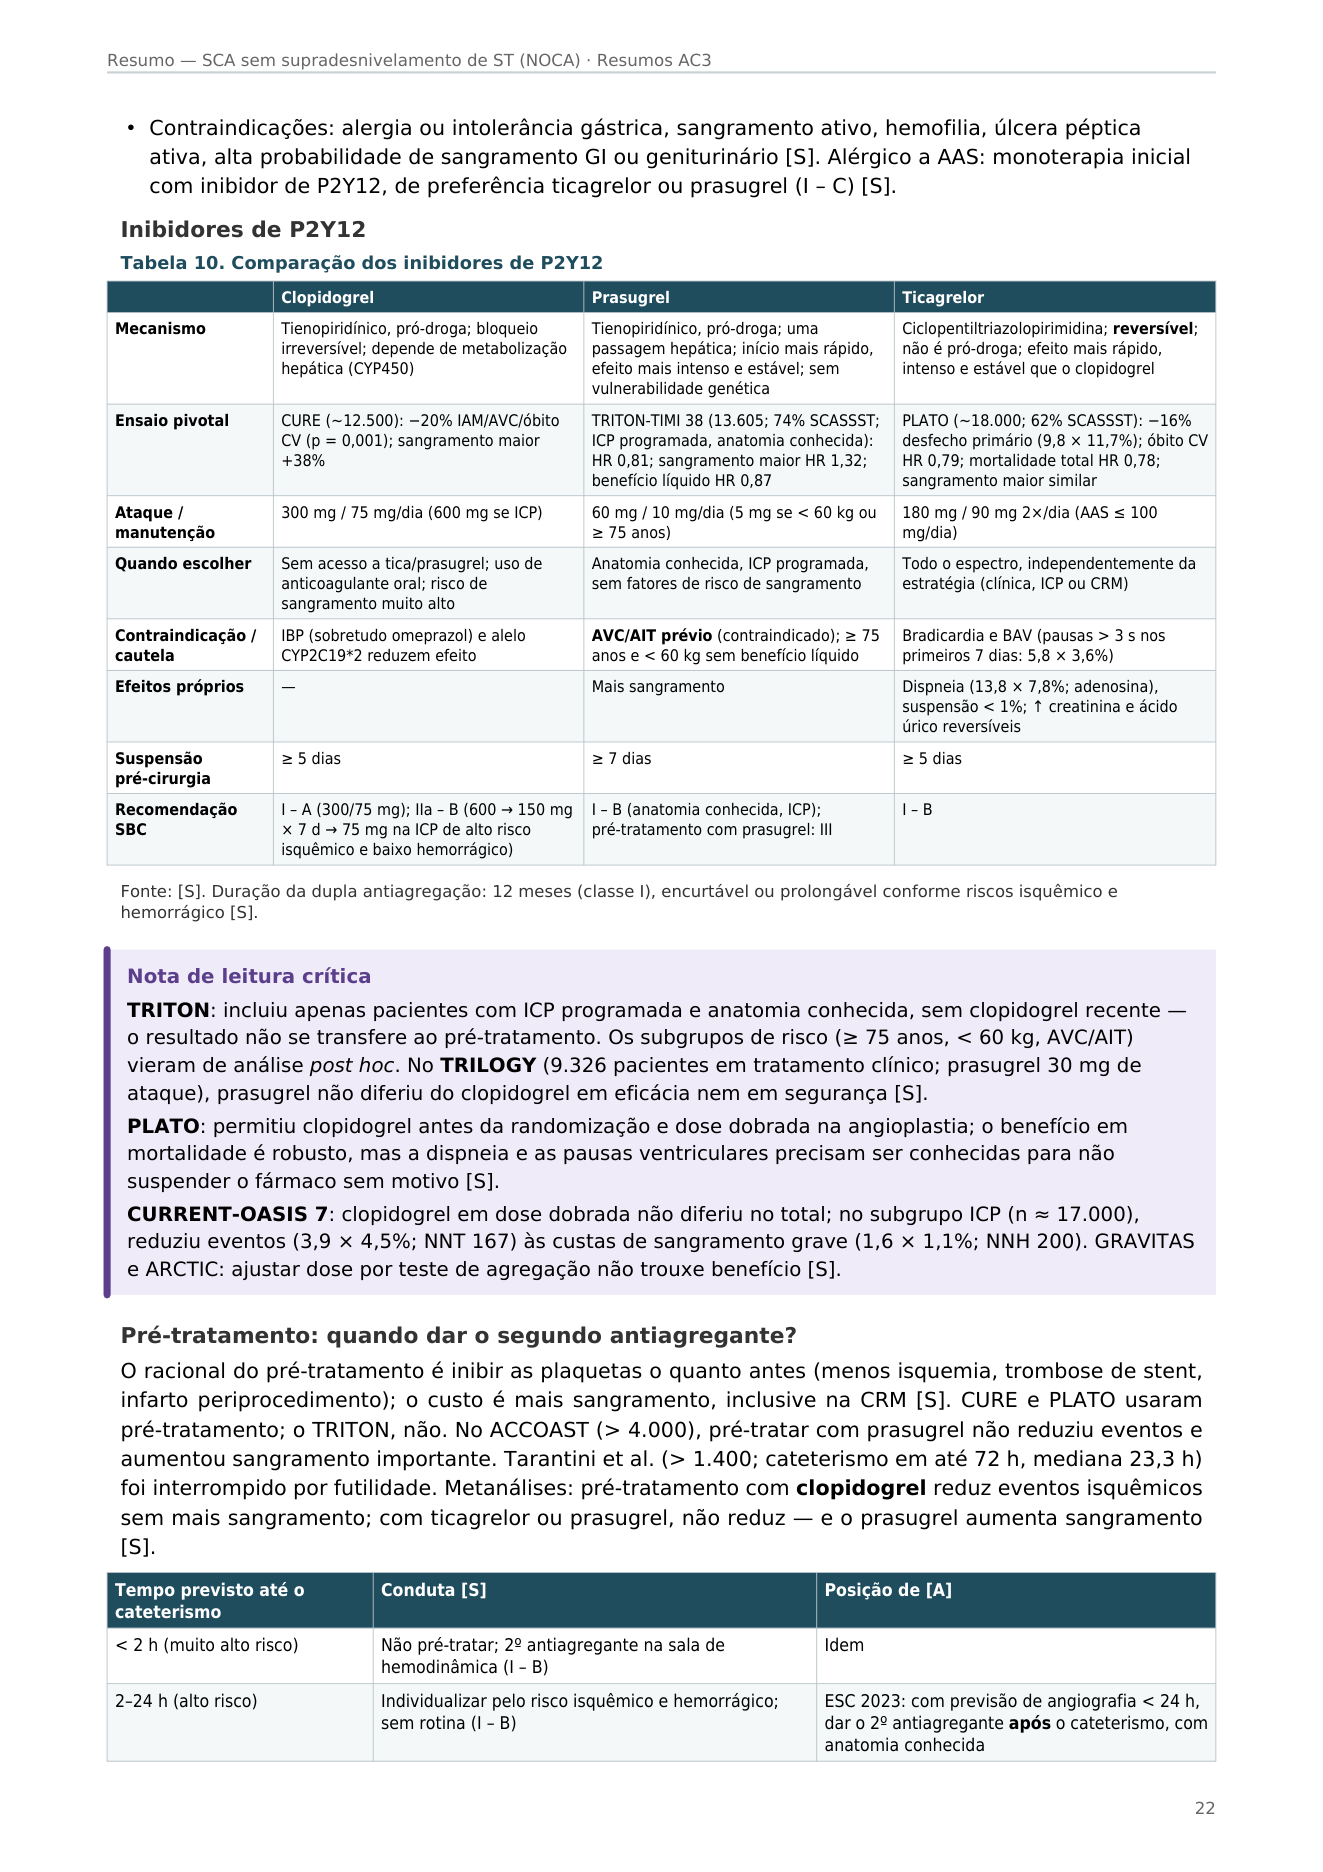 Resumo — SCA sem supradesnivelamento de ST (NOCA) · Resumos AC3
• Contraindicações: alergia ou intolerância gástrica, sangramento ativo, hemofilia, úlcera péptica
ativa, alta probabilidade de sangramento GI ou geniturinário [S]. Alérgico a AAS: monoterapia inicial
com inibidor de P2Y12, de preferência ticagrelor ou prasugrel (I – C) [S].
Inibidores de P2Y12
Tabela 10. Comparação dos inibidores de P2Y12
Clopidogrel
Prasugrel
Ticagrelor
Mecanismo
Tienopiridínico, pró-droga; bloqueio
irreversível; depende de metabolização
hepática (CYP450)
Tienopiridínico, pró-droga; uma
passagem hepática; início mais rápido,
efeito mais intenso e estável; sem
vulnerabilidade genética
Ciclopentiltriazolopirimidina; reversível;
não é pró-droga; efeito mais rápido,
intenso e estável que o clopidogrel
Ensaio pivotal
CURE (~12.500): −20% IAM/AVC/óbito
CV (p = 0,001); sangramento maior
+38%
TRITON-TIMI 38 (13.605; 74% SCASSST;
ICP programada, anatomia conhecida):
HR 0,81; sangramento maior HR 1,32;
benefício líquido HR 0,87
PLATO (~18.000; 62% SCASSST): −16%
desfecho primário (9,8 × 11,7%); óbito CV
HR 0,79; mortalidade total HR 0,78;
sangramento maior similar
Ataque /
manutenção
300 mg / 75 mg/dia (600 mg se ICP)
60 mg / 10 mg/dia (5 mg se < 60 kg ou
≥ 75 anos)
180 mg / 90 mg 2×/dia (AAS ≤ 100
mg/dia)
Quando escolher
Sem acesso a tica/prasugrel; uso de
anticoagulante oral; risco de
sangramento muito alto
Anatomia conhecida, ICP programada,
sem fatores de risco de sangramento
Todo o espectro, independentemente da
estratégia (clínica, ICP ou CRM)
Contraindicação /
cautela
IBP (sobretudo omeprazol) e alelo
CYP2C19*2 reduzem efeito
AVC/AIT prévio (contraindicado); ≥ 75
anos e < 60 kg sem benefício líquido
Bradicardia e BAV (pausas > 3 s nos
primeiros 7 dias: 5,8 × 3,6%)
Efeitos próprios
—
Mais sangramento
Dispneia (13,8 × 7,8%; adenosina),
suspensão < 1%; ↑ creatinina e ácido
úrico reversíveis
Suspensão
pré-cirurgia
≥ 5 dias
≥ 7 dias
≥ 5 dias
Recomendação
SBC
I – A (300/75 mg); IIa – B (600 → 150 mg
× 7 d → 75 mg na ICP de alto risco
isquêmico e baixo hemorrágico)
I – B (anatomia conhecida, ICP);
pré-tratamento com prasugrel: III
I – B
Fonte: [S]. Duração da dupla antiagregação: 12 meses (classe I), encurtável ou prolongável conforme riscos isquêmico e
hemorrágico [S].
Nota de leitura crítica
TRITON: incluiu apenas pacientes com ICP programada e anatomia conhecida, sem clopidogrel recente —
o resultado não se transfere ao pré-tratamento. Os subgrupos de risco (≥ 75 anos, < 60 kg, AVC/AIT)
vieram de análise post hoc. No TRILOGY (9.326 pacientes em tratamento clínico; prasugrel 30 mg de
ataque), prasugrel não diferiu do clopidogrel em eficácia nem em segurança [S].
PLATO: permitiu clopidogrel antes da randomização e dose dobrada na angioplastia; o benefício em
mortalidade é robusto, mas a dispneia e as pausas ventriculares precisam ser conhecidas para não
suspender o fármaco sem motivo [S].
CURRENT-OASIS 7: clopidogrel em dose dobrada não diferiu no total; no subgrupo ICP (n ≈ 17.000),
reduziu eventos (3,9 × 4,5%; NNT 167) às custas de sangramento grave (1,6 × 1,1%; NNH 200). GRAVITAS
e ARCTIC: ajustar dose por teste de agregação não trouxe benefício [S].
Pré-tratamento: quando dar o segundo antiagregante?
O racional do pré-tratamento é inibir as plaquetas o quanto antes (menos isquemia, trombose de stent,
infarto periprocedimento); o custo é mais sangramento, inclusive na CRM [S]. CURE e PLATO usaram
pré-tratamento; o TRITON, não. No ACCOAST (> 4.000), pré-tratar com prasugrel não reduziu eventos e
aumentou sangramento importante. Tarantini et al. (> 1.400; cateterismo em até 72 h, mediana 23,3 h)
foi interrompido por futilidade. Metanálises: pré-tratamento com clopidogrel reduz eventos isquêmicos
sem mais sangramento; com ticagrelor ou prasugrel, não reduz — e o prasugrel aumenta sangramento
[S].
Tempo previsto até o
cateterismo
Conduta [S]
Posição de [A]
< 2 h (muito alto risco)
Não pré-tratar; 2º antiagregante na sala de
hemodinâmica (I – B)
Idem
2–24 h (alto risco)
Individualizar pelo risco isquêmico e hemorrágico;
sem rotina (I – B)
ESC 2023: com previsão de angiografia < 24 h,
dar o 2º antiagregante após o cateterismo, com
anatomia conhecida
22